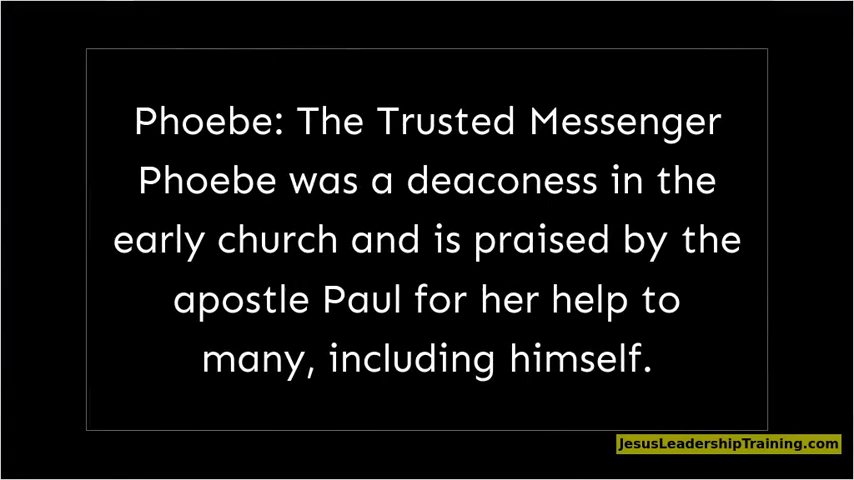 Phoebe: The Trusted Messenger
Phoebe was a deaconess in the
early church and is praised by the
apostle Paul for her help to
many, including himself.
JesusLeadershipTraining.com